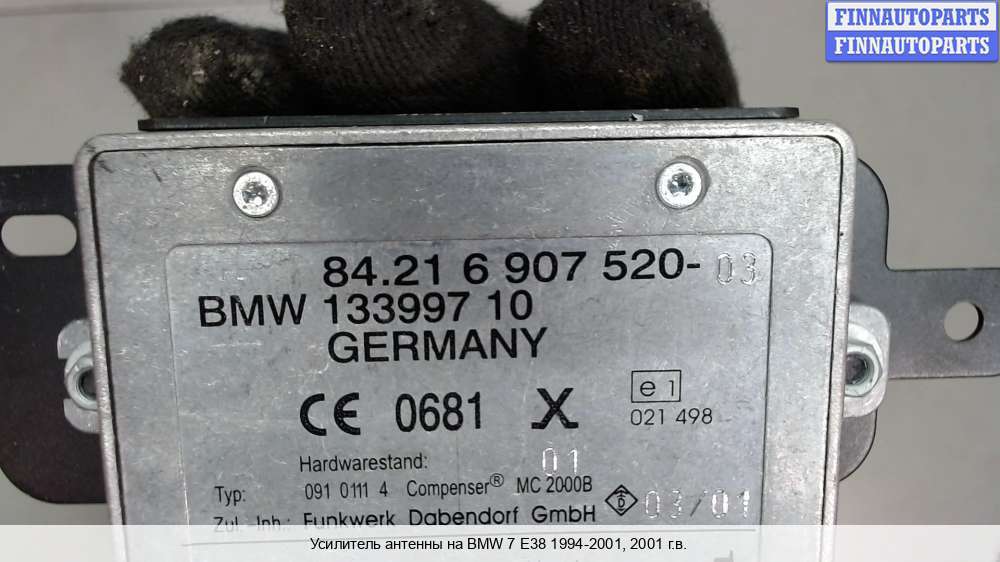 FINNAUTOPARTS
FINNAUTOPARTS
84.21 6 907 520-03
BMW 133997 10
GERMANY
CE 0681 X
e1
021 498
Hardwarestand: 01
Typ: 091 0111 4 Compenser® MC 2000B
Zul.-Inh.: Funkwerk Dabendorf GmbH 03/01
Усилитель антенны на BMW 7 E38 1994-2001, 2001 г.в.